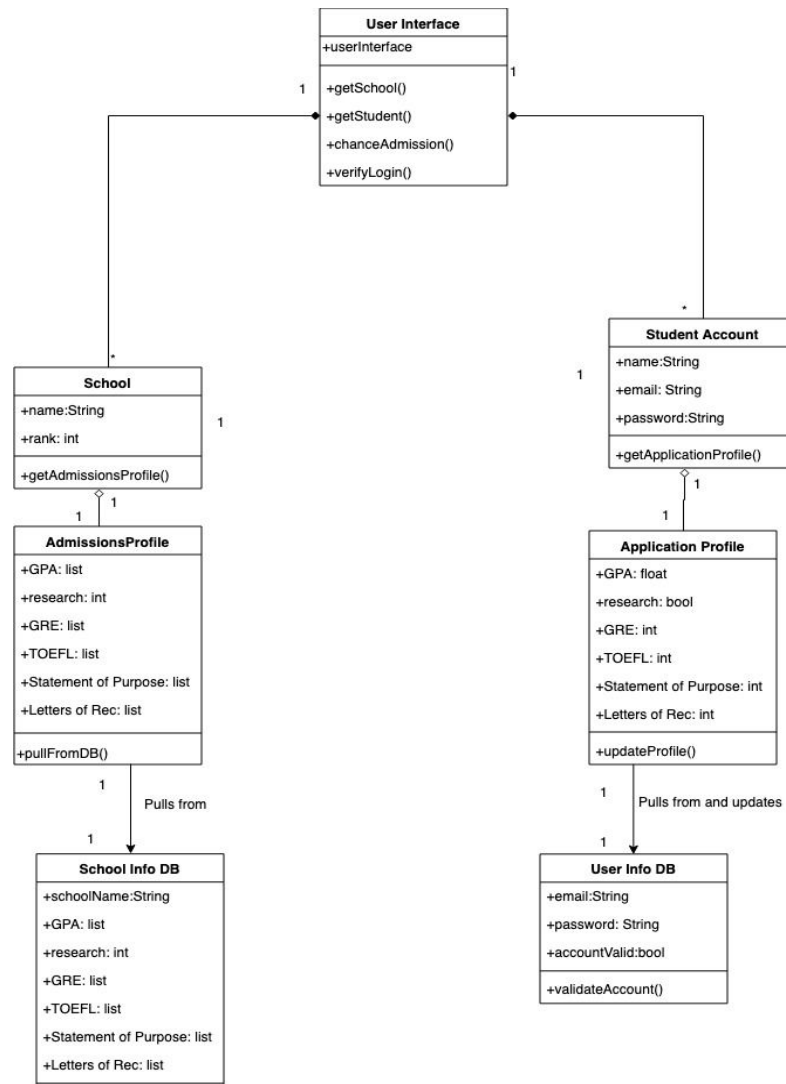 User Interface
+userInterface
+getSchool()
+getStudent()
+chanceAdmission()
+verifyLogin()
1
1
*
*
School
+name:String
+rank: int
+getAdmissionsProfile()
1
1
1
AdmissionsProfile
+GPA: list
+research: int
+GRE: list
+TOEFL: list
+Statement of Purpose: list
+Letters of Rec: list
+pullFromDB()
1
Pulls from
1
School Info DB
+schoolName:String
+GPA: list
+research: int
+GRE: list
+TOEFL: list
+Statement of Purpose: list
+Letters of Rec: list
Student Account
+name:String
+email: String
+password:String
+getApplicationProfile()
1
1
1
Application Profile
+GPA: float
+research: bool
+GRE: int
+TOEFL: int
+Statement of Purpose: int
+Letters of Rec: int
+updateProfile()
1
Pulls from and updates
1
User Info DB
+email:String
+password: String
+accountValid:bool
+validateAccount()